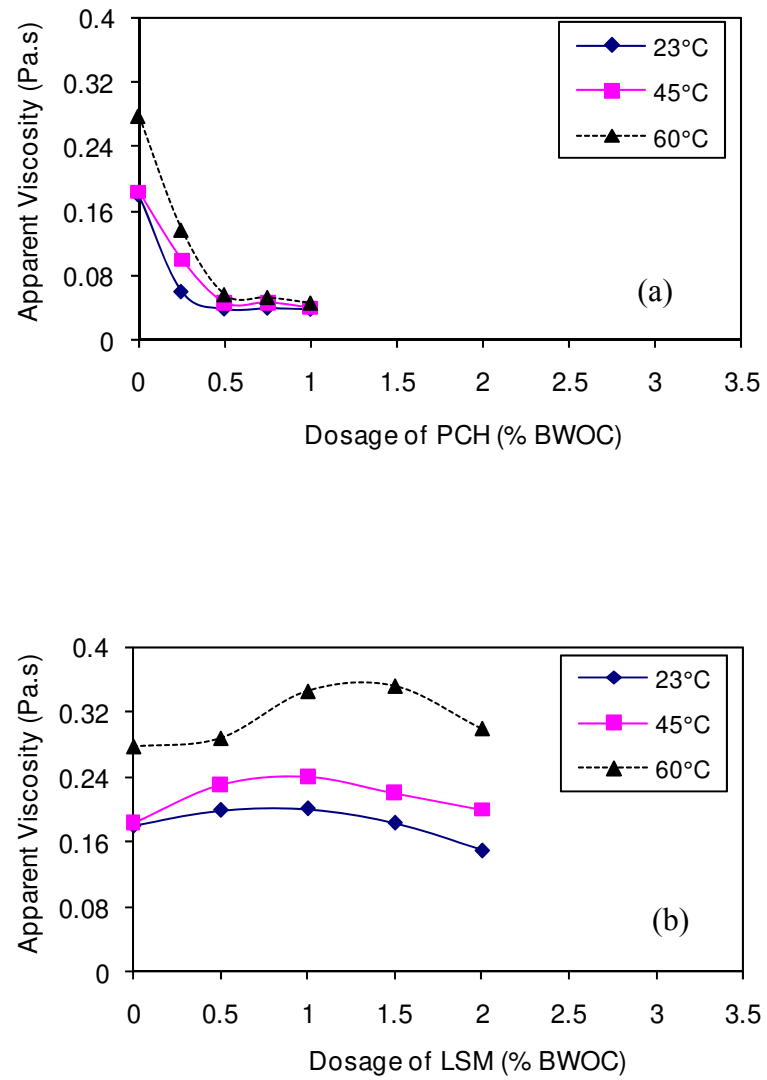 0.4
23°C
0.32
45°C
60°C
0.24
0.16
0.08
(a)
0
Apparent Viscosity (Pa.s)
0 0.5 1 1.5 2 2.5 3 3.5
Dosage of PCH (% BWOC)
0.4
23°C
0.32
45°C
60°C
0.24
0.16
0.08
(b)
0
Apparent Viscosity (Pa.s)
0 0.5 1 1.5 2 2.5 3 3.5
Dosage of LSM (% BWOC)